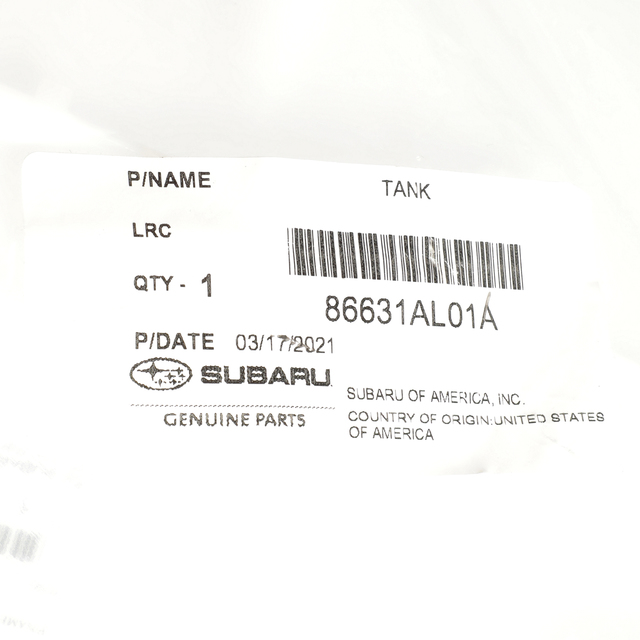 P/NAME TANK
LRC
QTY - 1
86631AL01A
P/DATE 03/17/2021
SUBARU
GENUINE PARTS
SUBARU OF AMERICA, INC.
COUNTRY OF ORIGIN:UNITED STATES
OF AMERICA